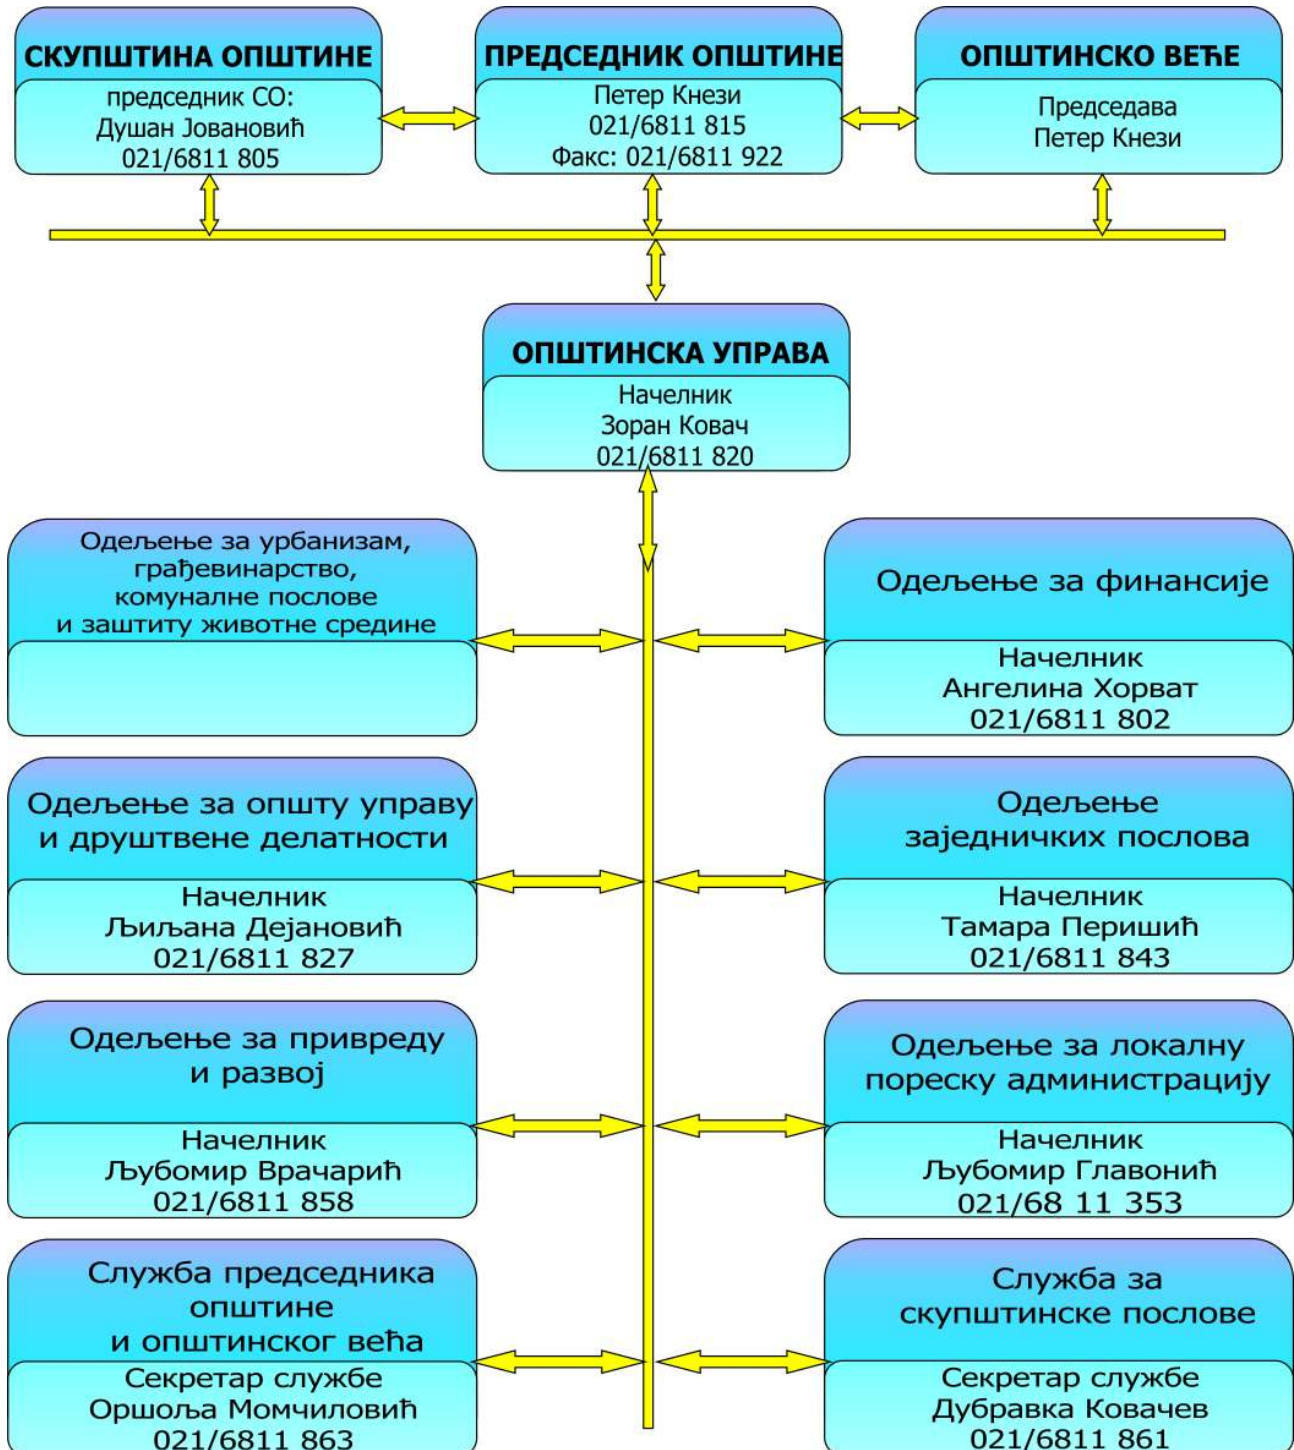 СКУПШТИНА ОПШТИНЕ
председник СО:
Душан Јовановић
021/6811 805
ПРЕДСЕДНИК ОПШТИНЕ
Петер Кнези
021/6811 815
Факс: 021/6811 922
ОПШТИНСКО ВЕЋЕ
Председава
Петер Кнези
ОПШТИНСКА УПРАВА
Начелник
Зоран Ковач
021/6811 820
Одељење за урбанизам,
грађевинарство,
комуналне послове
и заштиту животне средине
Одељење за финансије
Начелник
Ангелина Хорват
021/6811 802
Одељење за општу управу
и друштвене делатности
Начелник
Љиљана Дејановић
021/6811 827
Одељење
заједничких послова
Начелник
Тамара Перишић
021/6811 843
Одељење за привреду
и развој
Начелник
Љубомир Врачарић
021/6811 858
Одељење за локалну
пореску администрацију
Начелник
Љубомир Главонић
021/68 11 353
Служба председника
општине
и општинског већа
Секретар службе
Оршоља Момчиловић
021/6811 863
Служба за
скупштинске послове
Секретар службе
Дубравка Ковачев
021/6811 861